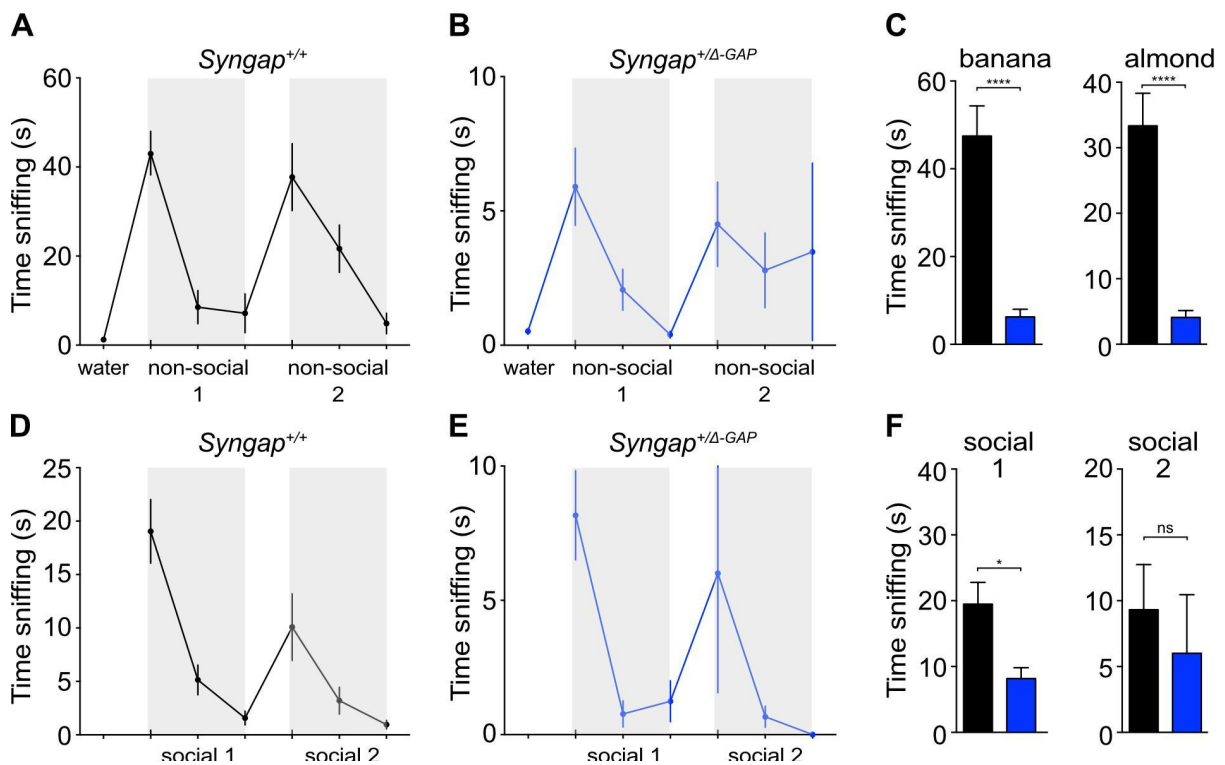 A
Syngap+/+
Time sniffing (s)
60
40
20
0
water
non-social
1
non-social
2
B
Syngap+/Δ-GAP
Time sniffing (s)
10
5
0
water
non-social
1
non-social
2
C
banana
****
Time sniffing (s)
60
40
20
0
almond
****
40
30
20
10
0
D
Syngap+/+
Time sniffing (s)
25
20
15
10
5
0
social 1
social 2
E
Syngap+/Δ-GAP
Time sniffing (s)
10
5
0
social 1
social 2
F
social
1
*
Time sniffing (s)
40
30
20
10
0
social
2
ns
20
15
10
5
0